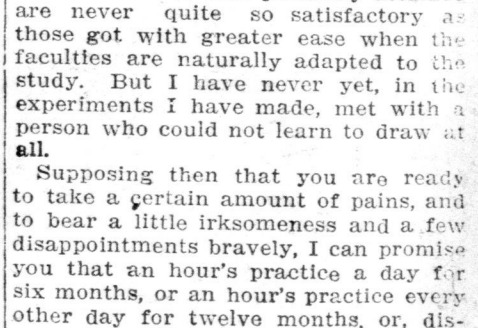 are never quite so satisfactory as
those got with greater ease when the
faculties are naturally adapted to the
study. But I have never yet, in the
experiments I have made, met with a
person who could not learn to draw at
all.
Supposing then that you are ready
to take a certain amount of pains, and
to bear a little irksomeness and a few
disappointments bravely, I can promise
you that an hour's practice a day for
six months, or an hour's practice every
other day for twelve months, or, dis-